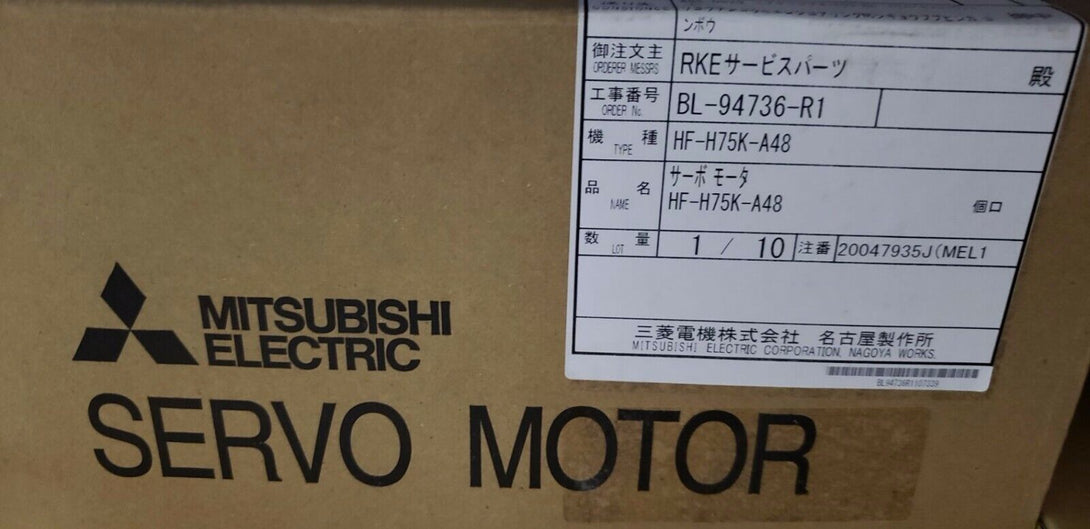 ンボウ
御注文主 RKEサービスパーツ 殿
ORDERER MESSRS
工事番号 BL-94736-R1
ORDER No.
機種 HF-H75K-A48
TYPE
サーボ モータ
品名 HF-H75K-A48 個口
NAME
数量 1 / 10 注番 20047935J(MEL1
LOT
三菱電機株式会社 名古屋製作所
MITSUBISHI ELECTRIC CORPORATION. NAGOYA WORKS.
BL94736R1107339
MITSUBISHI
ELECTRIC
SERVO MOTOR